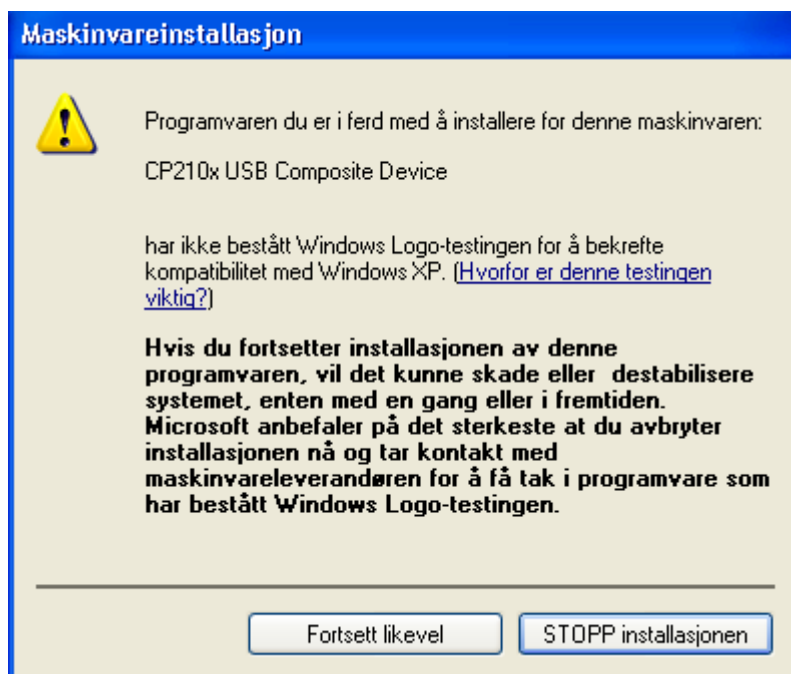 Maskinvareinstallasjon
Programvaren du er i ferd med å installere for denne maskinvaren:
CP210x USB Composite Device
har ikke bestått Windows Logo-testingen for å bekrefte
kompatibilitet med Windows XP. (Hvorfor er denne testingen
viktig?)
Hvis du fortsetter installasjonen av denne
programvaren, vil det kunne skade eller  destabilisere
systemet, enten med en gang eller i fremtiden.
Microsoft anbefaler på det sterkeste at du avbryter
installasjonen nå og tar kontakt med
maskinvareleverandøren for å få tak i programvare som
har bestått Windows Logo-testingen.
Fortsett likevel
STOPP installasjonen